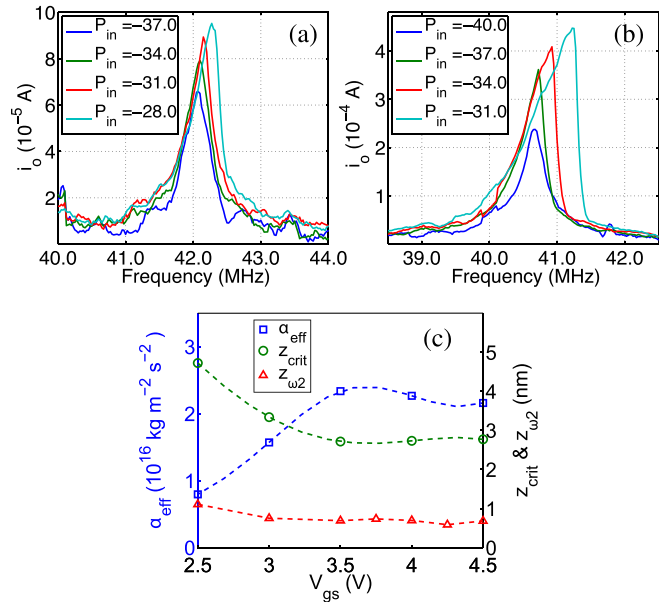 (a)
P_in=−37.0
P_in=−34.0
P_in=−31.0
P_in=−28.0
i_o (10^−5 A)
10
8
6
4
2
40.0 41.0 42.0 43.0 44.0
Frequency (MHz)
(b)
P_in=−40.0
P_in=−37.0
P_in=−34.0
P_in=−31.0
i_o (10^−4 A)
4
3
2
1
39.0 40.0 41.0 42.0
Frequency (MHz)
(c)
α_eff
z_crit
z_ω2
α_eff (10^16 kg m^−2 s^−2)
3
2
1
0
z_crit & z_ω2 (nm)
5
4
3
2
1
0
2.5 3 3.5 4 4.5
V_gs (V)